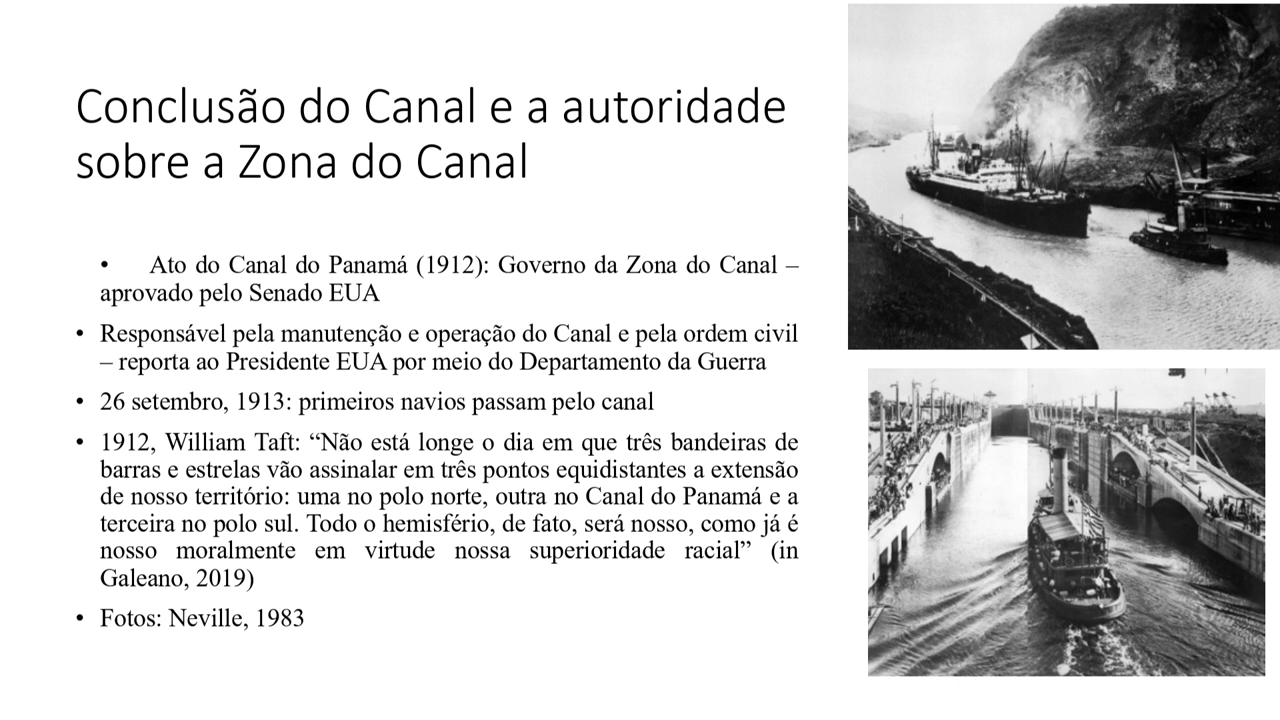 Conclusão do Canal e a autoridade
sobre a Zona do Canal
• Ato do Canal do Panamá (1912): Governo da Zona do Canal –
aprovado pelo Senado EUA
• Responsável pela manutenção e operação do Canal e pela ordem civil
– reporta ao Presidente EUA por meio do Departamento da Guerra
• 26 setembro, 1913: primeiros navios passam pelo canal
• 1912, William Taft: “Não está longe o dia em que três bandeiras de
barras e estrelas vão assinalar em três pontos equidistantes a extensão
de nosso território: uma no polo norte, outra no Canal do Panamá e a
terceira no polo sul. Todo o hemisfério, de fato, será nosso, como já é
nosso moralmente em virtude nossa superioridade racial” (in
Galeano, 2019)
• Fotos: Neville, 1983